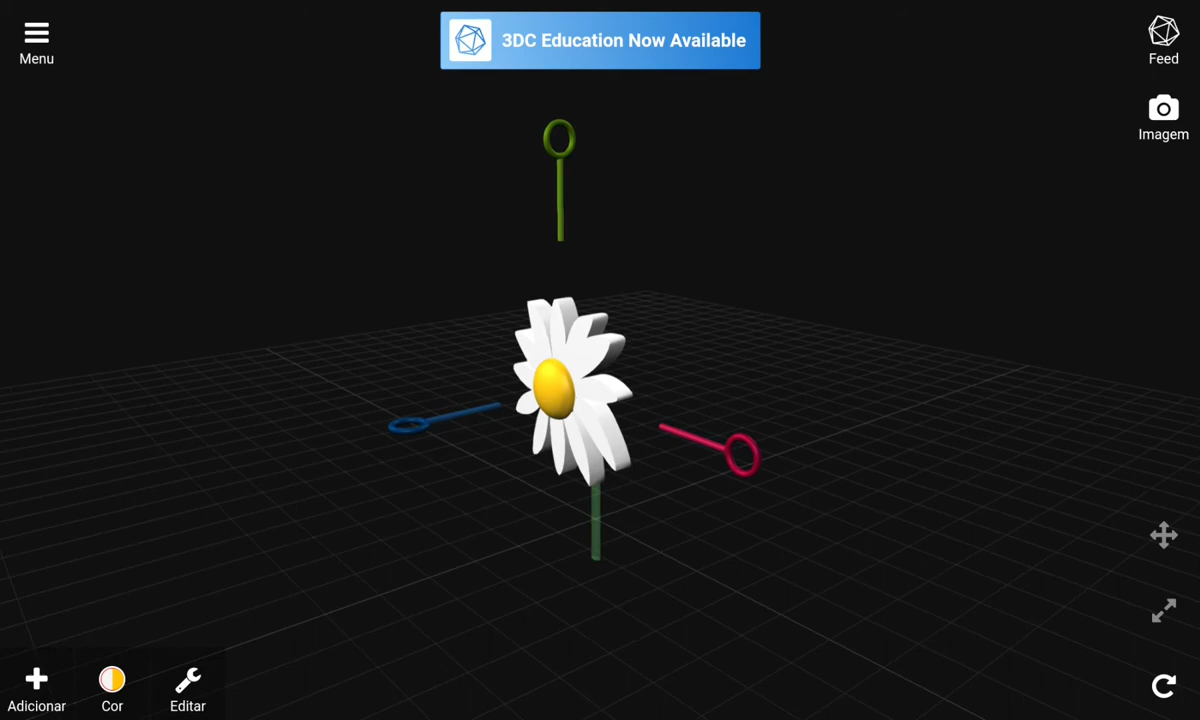 Menu
3DC Education Now Available
Feed
Imagem
Adicionar
Cor
Editar